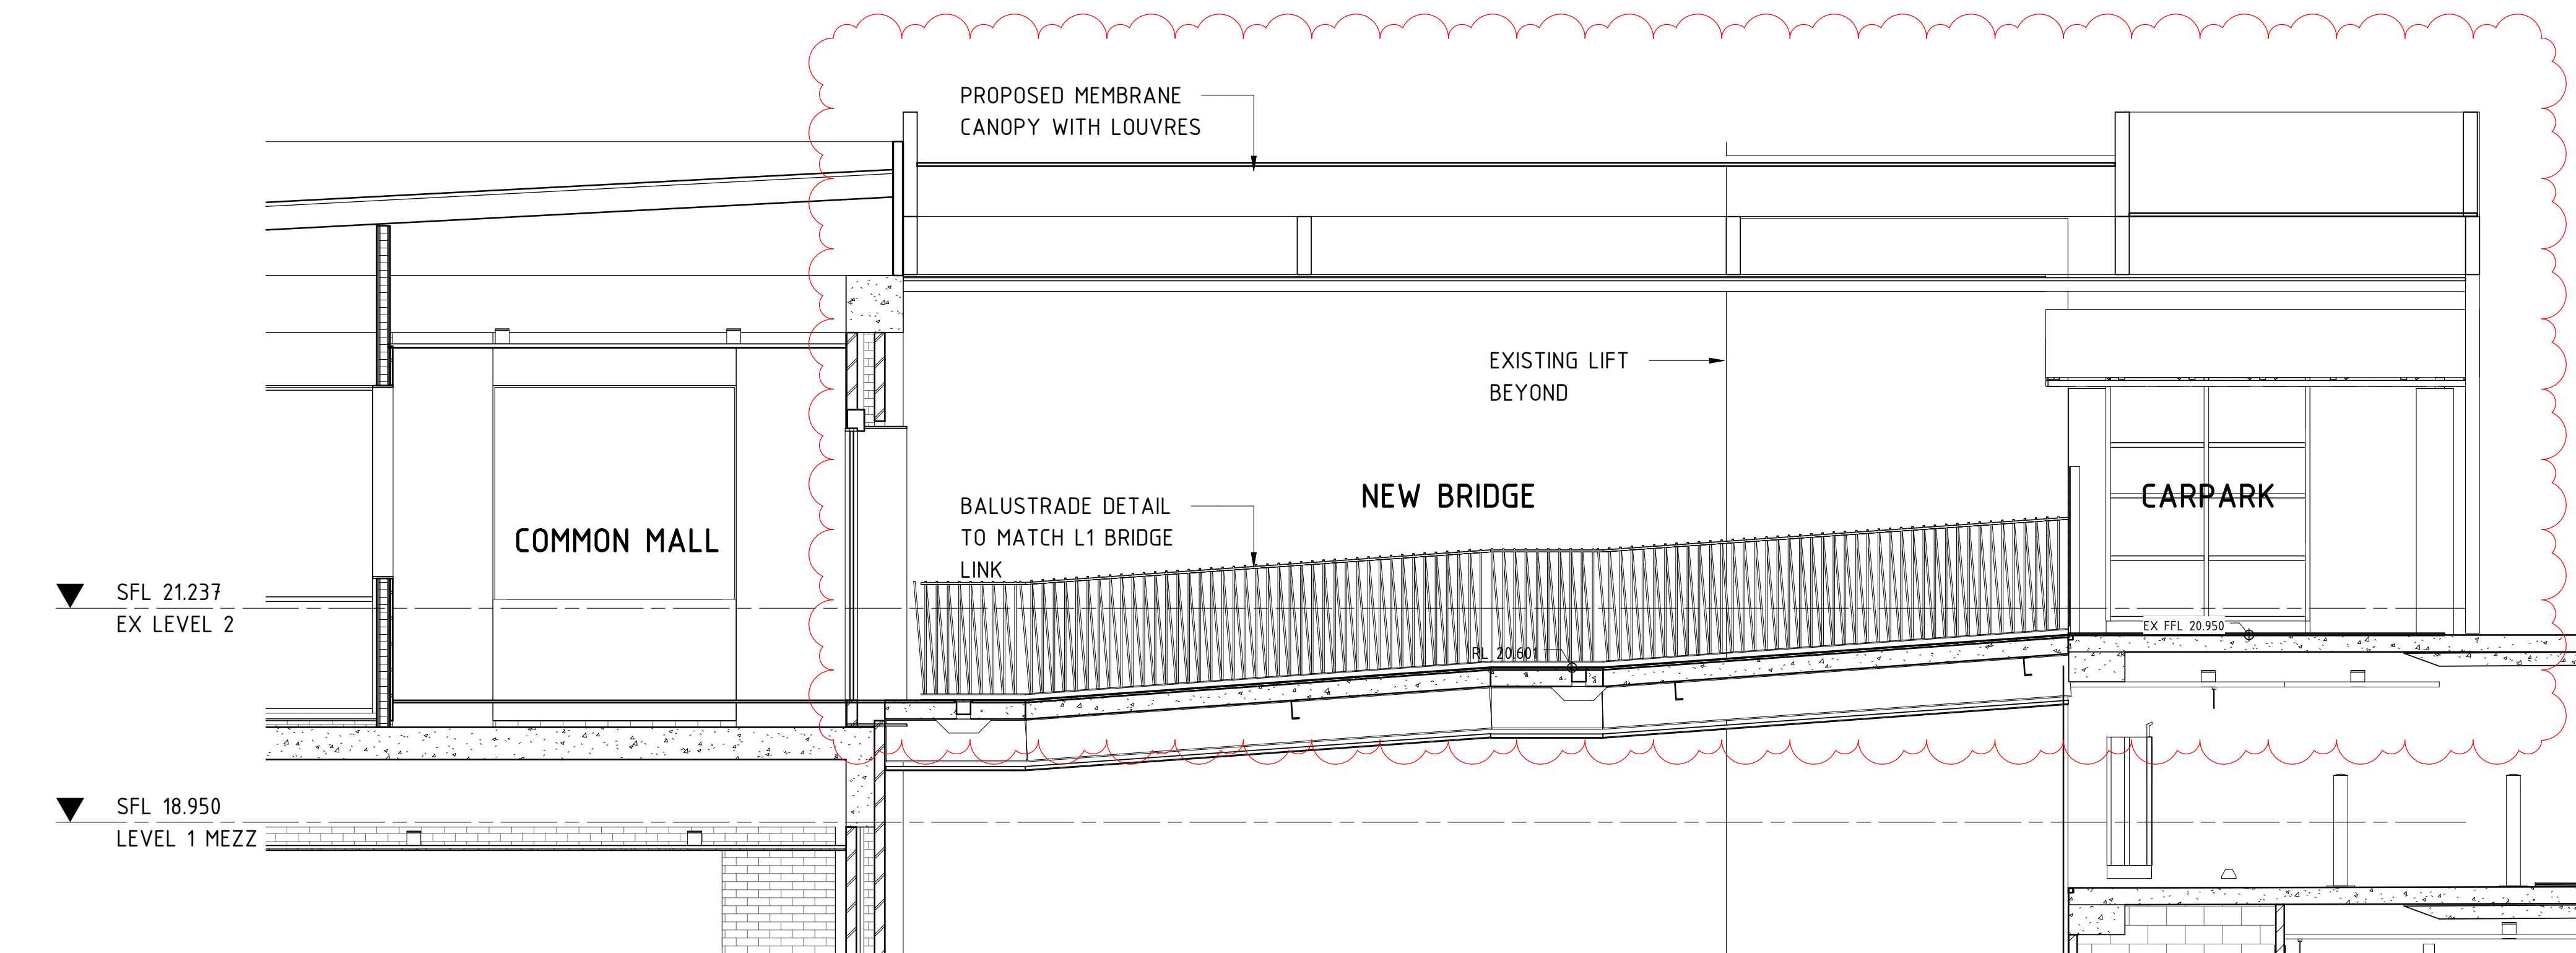 PROPOSED MEMBRANE
CANOPY WITH LOUVRES
EXISTING LIFT
BEYOND
NEW BRIDGE
CARPARK
BALUSTRADE DETAIL
TO MATCH L1 BRIDGE
LINK
COMMON MALL
SFL 21.237
EX LEVEL 2
EX FFL 20.950
RL 20.601
SFL 18.950
LEVEL 1 MEZZ